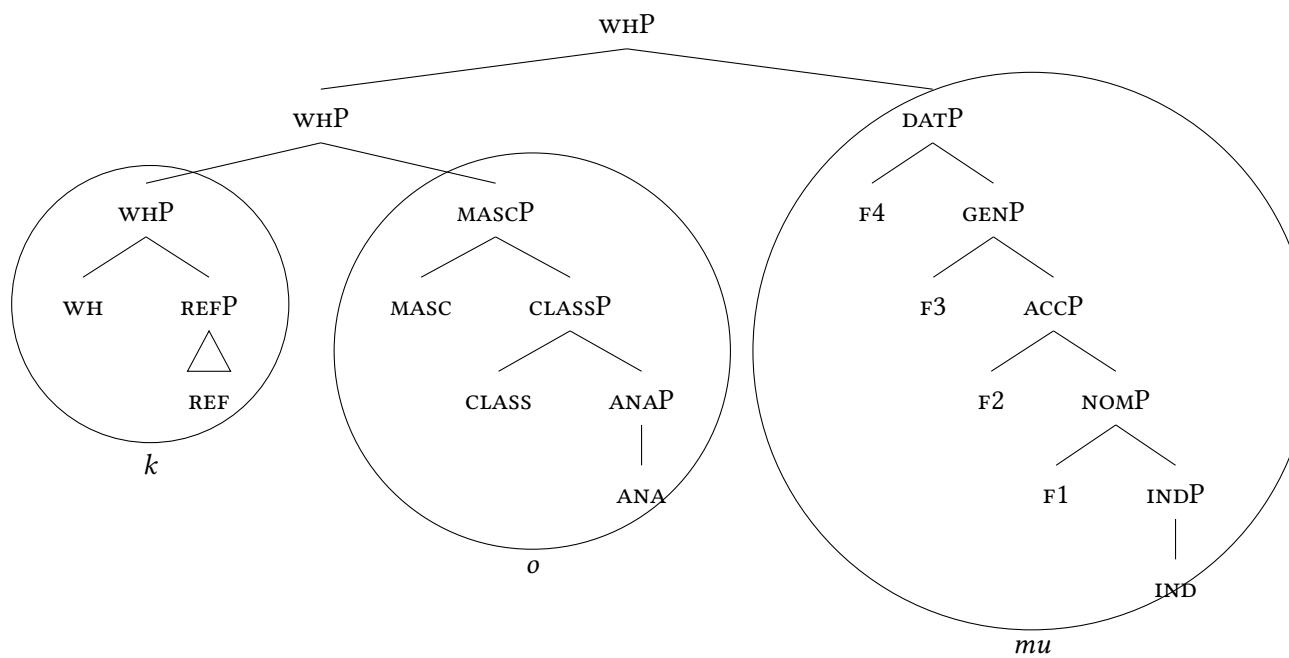 WHP
WHP DATP
WHP MASCP F4 GENP
WH REFP MASC CLASSP F3 ACCP
REF CLASS ANAP F2 NOMP
k
ANA F1 INDP
o
IND
mu